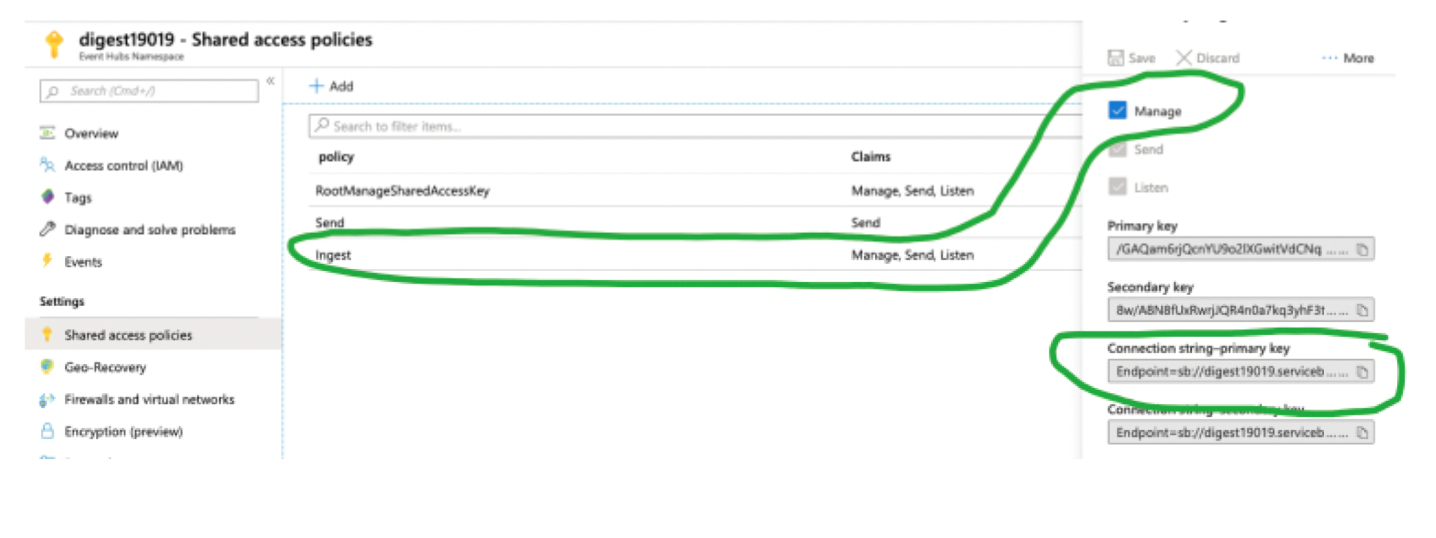 digest19019 - Shared access policies
Event Hubs Namespace
Search (Cmd+/)
«
Overview
Access control (IAM)
Tags
Diagnose and solve problems
Events
Settings
Shared access policies
Geo-Recovery
Firewalls and virtual networks
Encryption (preview)
+ Add
Search to filter items...
policy Claims
RootManageSharedAccessKey Manage, Send, Listen
Send Send
Ingest Manage, Send, Listen
Save Discard ··· More
Manage
Send
Listen
Primary key
/GAQam6rjQcnYU9o2IXGwitVdCNq ......
Secondary key
8w/A8N8fUxRwrjJQR4n0a7kq3yhF3t ......
Connection string–primary key
Endpoint=sb://digest19019.serviceb ......
Connection string–secondary key
Endpoint=sb://digest19019.serviceb ......